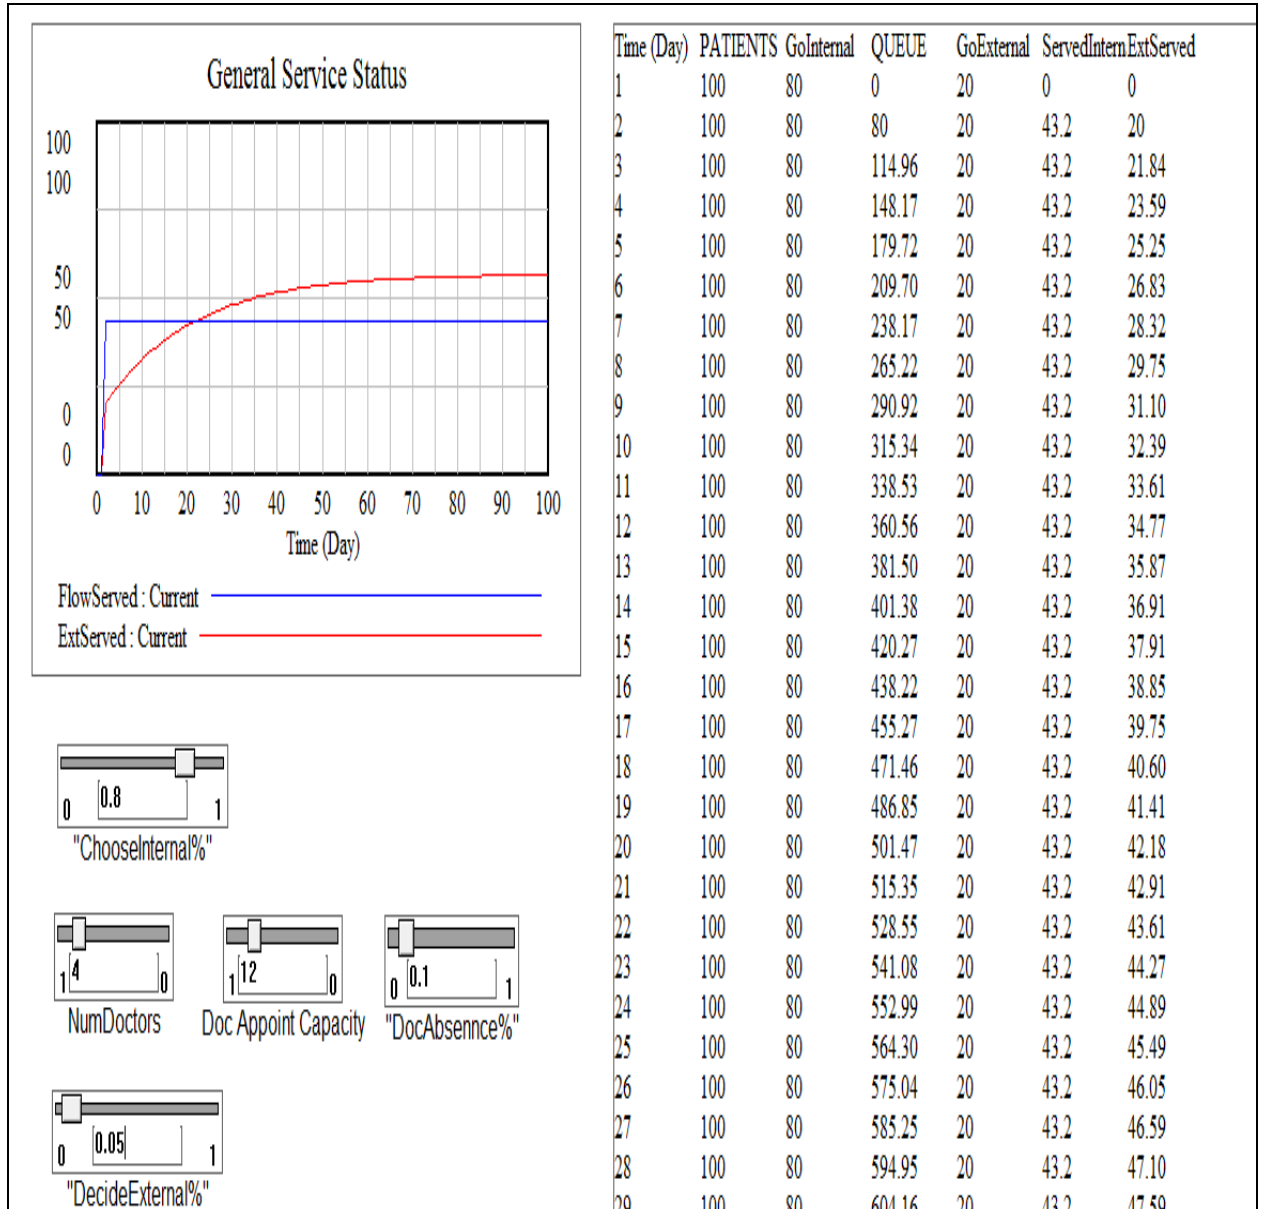 General Service Status
100
100
50
50
0
0
0 10 20 30 40 50 60 70 80 90 100
Time (Day)
FlowServed : Current
ExtServed : Current
0 0.8 1
"ChooseInternal%"
1 4 0
NumDoctors
1 12 0
Doc Appoint Capacity
0 0.1 1
"DocAbsennce%"
0 0.05 1
"DecideExternal%"
Time (Day) PATIENTS GoInternal QUEUE GoExternal ServedIntern ExtServed
1 100 80 0 20 0 0
2 100 80 80 20 43.2 20
3 100 80 114.96 20 43.2 21.84
4 100 80 148.17 20 43.2 23.59
5 100 80 179.72 20 43.2 25.25
6 100 80 209.70 20 43.2 26.83
7 100 80 238.17 20 43.2 28.32
8 100 80 265.22 20 43.2 29.75
9 100 80 290.92 20 43.2 31.10
10 100 80 315.34 20 43.2 32.39
11 100 80 338.53 20 43.2 33.61
12 100 80 360.56 20 43.2 34.77
13 100 80 381.50 20 43.2 35.87
14 100 80 401.38 20 43.2 36.91
15 100 80 420.27 20 43.2 37.91
16 100 80 438.22 20 43.2 38.85
17 100 80 455.27 20 43.2 39.75
18 100 80 471.46 20 43.2 40.60
19 100 80 486.85 20 43.2 41.41
20 100 80 501.47 20 43.2 42.18
21 100 80 515.35 20 43.2 42.91
22 100 80 528.55 20 43.2 43.61
23 100 80 541.08 20 43.2 44.27
24 100 80 552.99 20 43.2 44.89
25 100 80 564.30 20 43.2 45.49
26 100 80 575.04 20 43.2 46.05
27 100 80 585.25 20 43.2 46.59
28 100 80 594.95 20 43.2 47.10
29 100 80 604.16 20 43.2 47.59